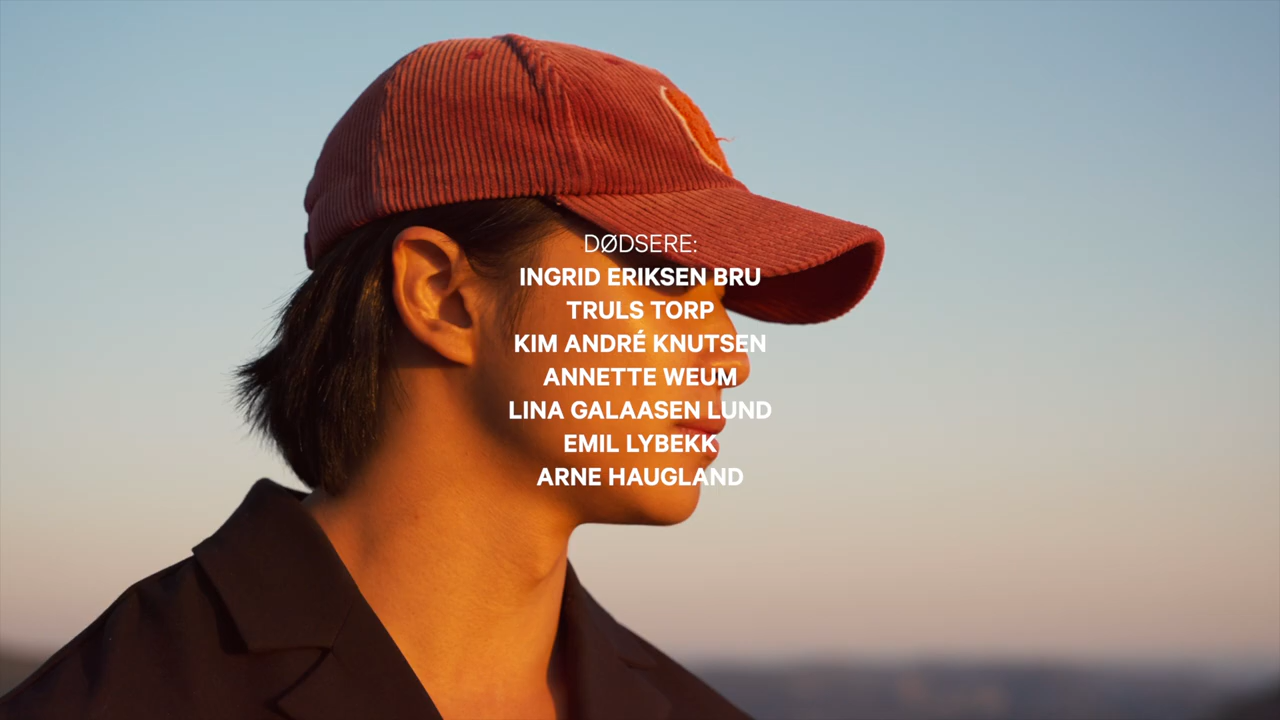 DØDSERE:
INGRID ERIKSEN BRU
TRULS TORP
KIM ANDRÉ KNUTSEN
ANNETTE WEUM
LINA GALAASEN LUND
EMIL LYBEKK
ARNE HAUGLAND